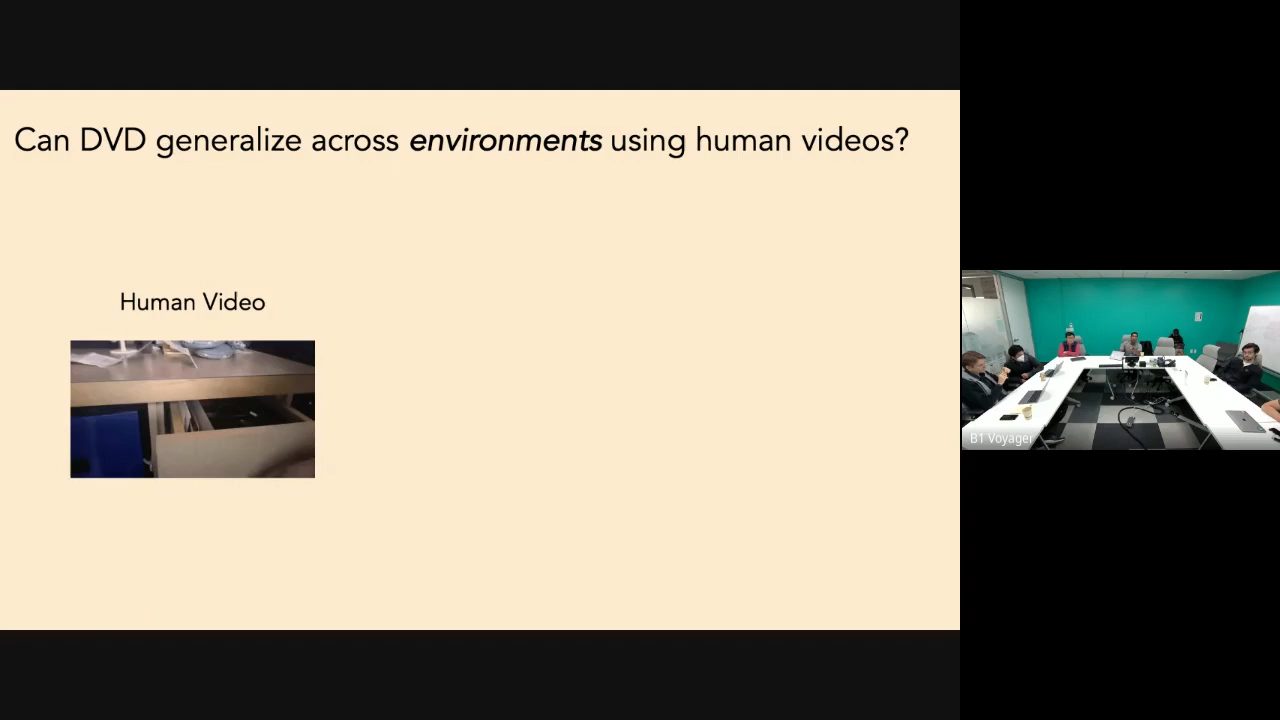 Can DVD generalize across environments using human videos?
Human Video
B1 Voyager